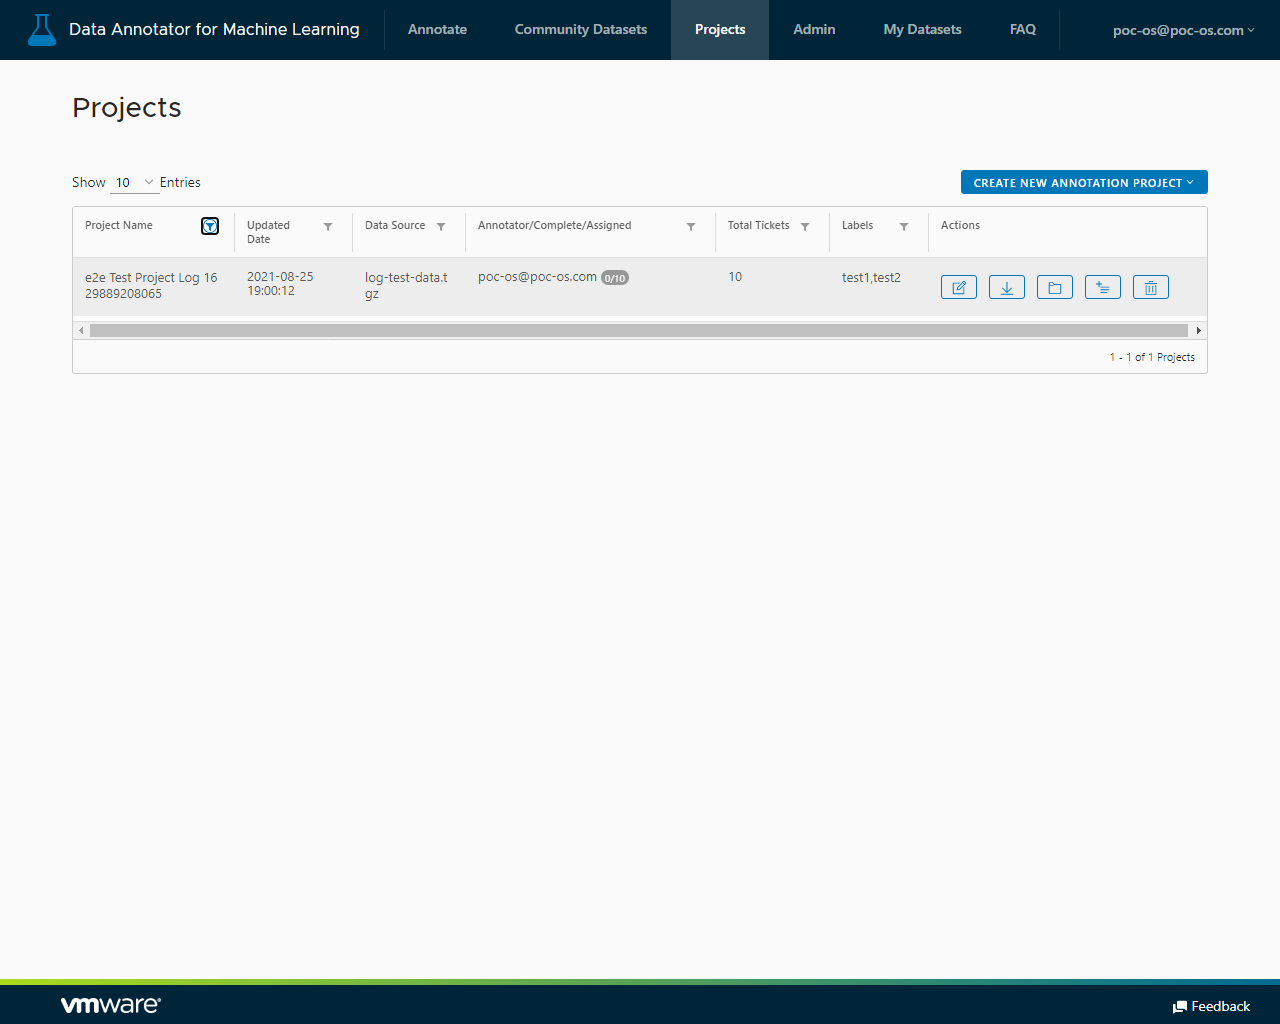 Data Annotator for Machine Learning
Annotate
Community Datasets
Projects
Admin
My Datasets
FAQ
poc-os@poc-os.com
Projects
Show 10 Entries
CREATE NEW ANNOTATION PROJECT
Project Name
Updated
Date
Data Source
Annotator/Complete/Assigned
Total Tickets
Labels
Actions
e2e Test Project Log 16
29889208065
2021-08-25
19:00:12
log-test-data.t
gz
poc-os@poc-os.com 0/10
10
test1,test2
1 - 1 of 1 Projects
vmware®
Feedback